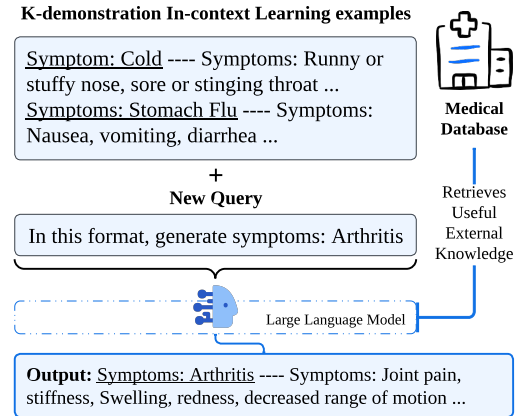 K-demonstration In-context Learning examples
Symptom: Cold ---- Symptoms: Runny or
stuffy nose, sore or stinging throat ...
Symptoms: Stomach Flu ---- Symptoms:
Nausea, vomiting, diarrhea ...
Medical
Database
+
New Query
In this format, generate symptoms: Arthritis
Retrieves
Useful
External
Knowledge
Large Language Model
Output: Symptoms: Arthritis ---- Symptoms: Joint pain,
stiffness, Swelling, redness, decreased range of motion ...